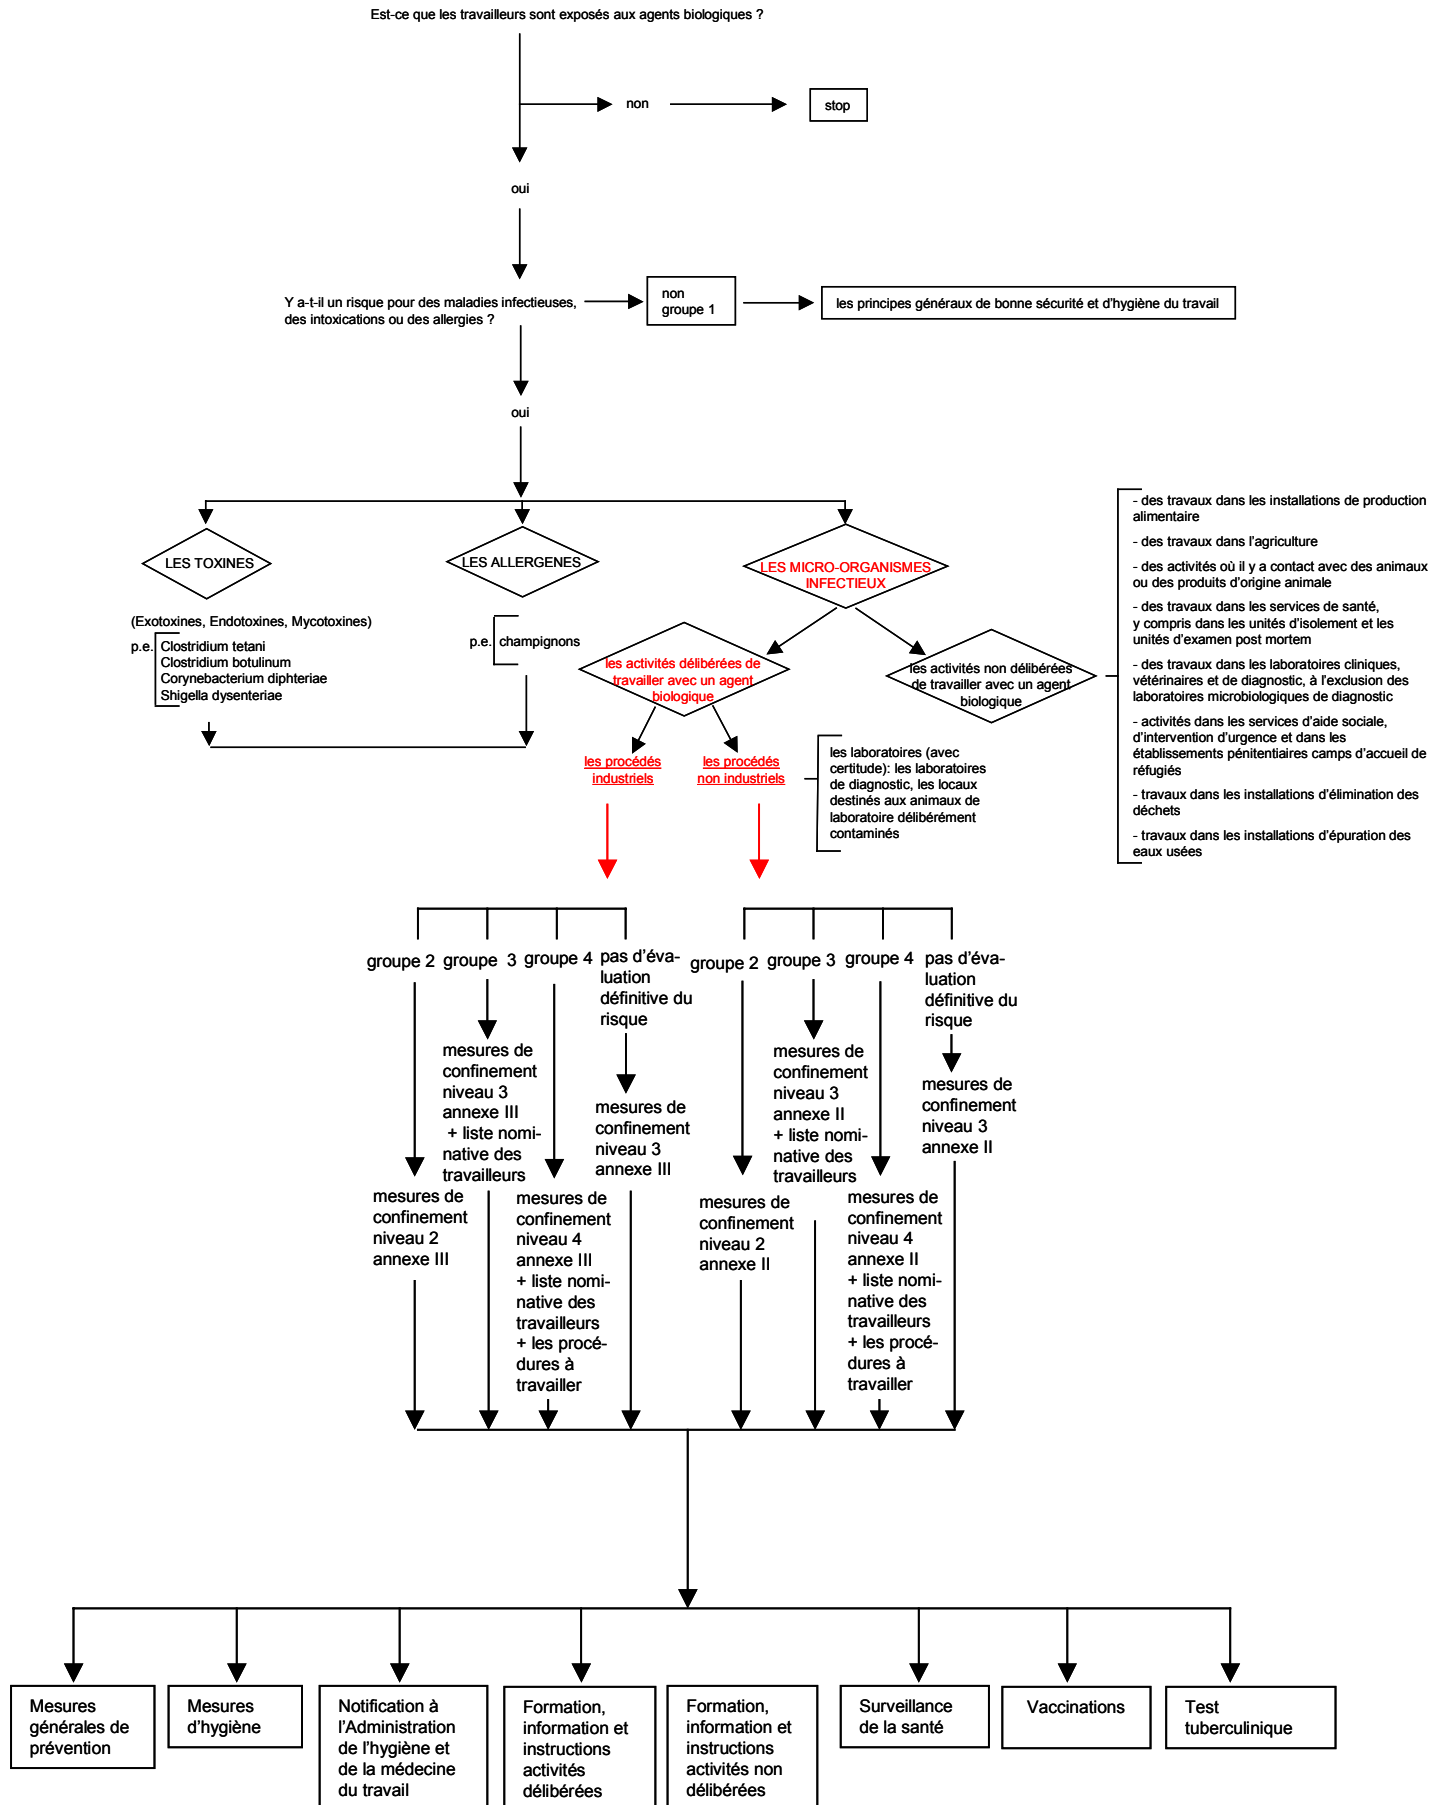 Est-ce que les travailleurs sont exposés aux agents biologiques ?
non
stop
oui
Y a-t-il un risque pour des maladies infectieuses,
des intoxications ou des allergies ?
non
groupe 1
les principes généraux de bonne sécurité et d'hygiène du travail
oui
LES TOXINES
LES ALLERGENES
LES MICRO-ORGANISMES
INFECTIEUX
(Exotoxines, Endotoxines, Mycotoxines)
p.e. Clostridium tetani
Clostridium botulinum
Corynebacterium diphteriae
Shigella dysenteriae
p.e. champignons
les activités délibérées de
travailler avec un agent
biologique
les activités non délibérées
de travailler avec un agent
biologique
- des travaux dans les installations de production
alimentaire
- des travaux dans l'agriculture
- des activités où il y a contact avec des animaux
ou des produits d'origine animale
- des travaux dans les services de santé,
y compris dans les unités d'isolement et les
unités d'examen post mortem
- des travaux dans les laboratoires cliniques,
vétérinaires et de diagnostic, à l'exclusion des
laboratoires microbiologiques de diagnostic
- activités dans les services d'aide sociale,
d'intervention d'urgence et dans les
établissements pénitentiaires camps d'accueil de
réfugiés
- travaux dans les installations d'élimination des
déchets
- travaux dans les installations d'épuration des
eaux usées
les procédés
industriels
les procédés
non industriels
les laboratoires (avec
certitude): les laboratoires
de diagnostic, les locaux
destinés aux animaux de
laboratoire délibérément
contaminés
groupe 2
groupe 3
groupe 4
pas d'éva-
luation
définitive du
risque
groupe 2
groupe 3
groupe 4
pas d'éva-
luation
définitive du
risque
mesures de
confinement
niveau 2
annexe III
mesures de
confinement
niveau 3
annexe III
+ liste nomi-
native des
travailleurs
mesures de
confinement
niveau 4
annexe III
+ liste nomi-
native des
travailleurs
+ les procé-
dures à
travailler
mesures de
confinement
niveau 3
annexe III
mesures de
confinement
niveau 2
annexe II
mesures de
confinement
niveau 3
annexe II
+ liste nomi-
native des
travailleurs
mesures de
confinement
niveau 4
annexe II
+ liste nomi-
native des
travailleurs
+ les procé-
dures à
travailler
mesures de
confinement
niveau 3
annexe II
Mesures
générales de
prévention
Mesures
d'hygiène
Notification à
l'Administration
de l'hygiène et
de la médecine
du travail
Formation,
information et
instructions
activités
délibérées
Formation,
information et
instructions
activités non
délibérées
Surveillance
de la santé
Vaccinations
Test
tuberculinique